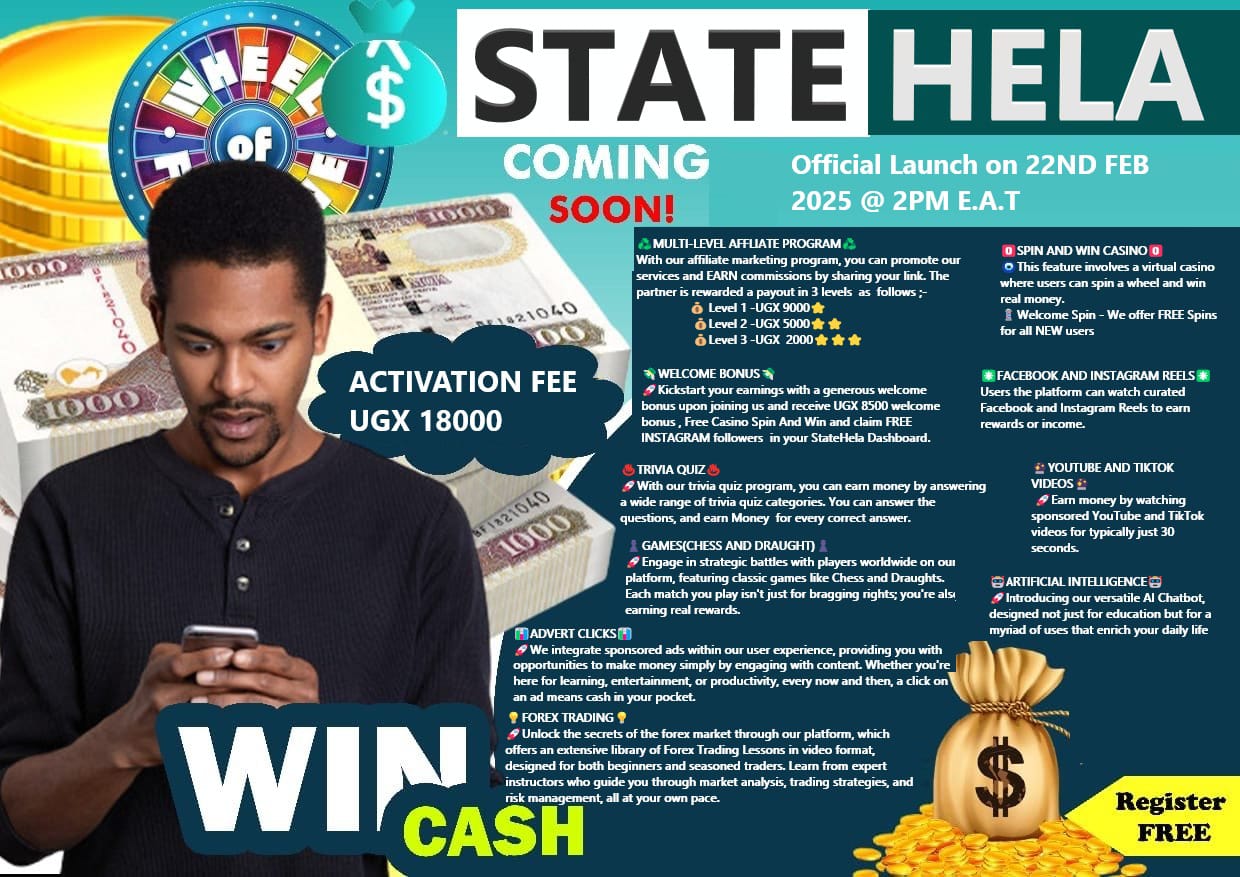 WHEEL
of
STATE HELA
COMING
SOON!
Official Launch on 22ND FEB
2025 @ 2PM E.A.T
1000
1000
1000
BF1821040
ACTIVATION FEE
UGX 18000
BF1821040
1000
♻MULTI-LEVEL AFFLIATE PROGRAM♻
With our affiliate marketing program, you can promote our
services and EARN commissions by sharing your link. The
partner is rewarded a payout in 3 levels as follows ;-
💰 Level 1 -UGX 9000⭐
💰 Level 2 -UGX 5000⭐⭐
💰Level 3 -UGX 2000⭐⭐⭐
💸WELCOME BONUS💸
🚀Kickstart your earnings with a generous welcome
bonus upon joining us and receive UGX 8500 welcome
bonus , Free Casino Spin And Win and claim FREE
INSTAGRAM followers in your StateHela Dashboard.
♨TRIVIA QUIZ♨
🚀With our trivia quiz program, you can earn money by answering
a wide range of trivia quiz categories. You can answer the
questions, and earn Money for every correct answer.
♟GAMES(CHESS AND DRAUGHT)♟
🚀Engage in strategic battles with players worldwide on our
platform, featuring classic games like Chess and Draughts.
Each match you play isn't just for bragging rights; you're als
earning real rewards.
ADVERT CLICKS
🚀We integrate sponsored ads within our user experience, providing you with
opportunities to make money simply by engaging with content. Whether you're
here for learning, entertainment, or productivity, every now and then, a click on
an ad means cash in your pocket.
💡FOREX TRADING💡
🚀Unlock the secrets of the forex market through our platform, which
offers an extensive library of Forex Trading Lessons in video format,
designed for both beginners and seasoned traders. Learn from expert
instructors who guide you through market analysis, trading strategies, and
risk management, all at your own pace.
SPIN AND WIN CASINO
🧿 This feature involves a virtual casino
where users can spin a wheel and win
real money.
Welcome Spin - We offer FREE Spins
for all NEW users
FACEBOOK AND INSTAGRAM REELS
Users the platform can watch curated
Facebook and Instagram Reels to earn
rewards or income.
YOUTUBE AND TIKTOK
VIDEOS
🚀Earn money by watching
sponsored YouTube and TikTok
videos for typically just 30
seconds.
🤖ARTIFICIAL INTELLIGENCE🤖
🚀Introducing our versatile AI Chatbot,
designed not just for education but for a
myriad of uses that enrich your daily life
WIN
CASH
$
$
Register
FREE